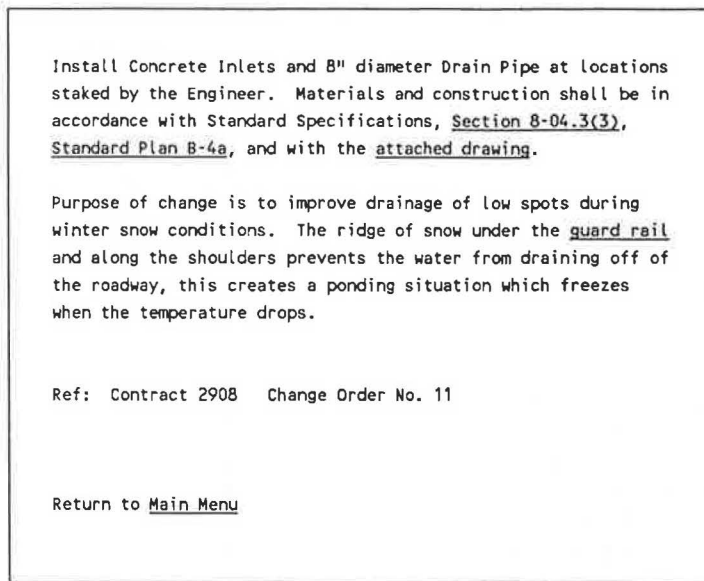 Install Concrete Inlets and 8" diameter Drain Pipe at locations
staked by the Engineer. Materials and construction shall be in
accordance with Standard Specifications, Section 8-04.3(3),
Standard Plan B-4a, and with the attached drawing.
Purpose of change is to improve drainage of low spots during
winter snow conditions. The ridge of snow under the guard rail
and along the shoulders prevents the water from draining off of
the roadway, this creates a ponding situation which freezes
when the temperature drops.
Ref: Contract 2908 Change Order No. 11
Return to Main Menu